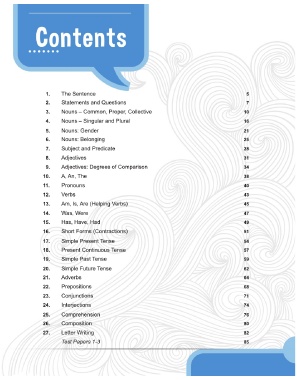 Contents
1. The Sentence 5
2. Statements and Questions 7
3. Nouns – Common, Proper, Collective 10
4. Nouns – Singular and Plural 16
5. Nouns: Gender 21
6. Nouns: Belonging 25
7. Subject and Predicate 28
8. Adjectives 31
9. Adjectives: Degrees of Comparison 34
10. A, An, The 38
11. Pronouns 40
12. Verbs 43
13. Am, Is, Are (Helping Verbs) 45
14. Was, Were 47
15. Has, Have, Had 49
16. Short Forms (Contractions) 51
17. Simple Present Tense 54
18. Present Continuous Tense 57
19. Simple Past Tense 59
20. Simple Future Tense 62
21. Adverbs 64
22. Prepositions 68
23. Conjunctions 71
24. Interjections 74
25. Comprehension 76
26. Composition 80
27. Letter Writing 82
Test Papers 1-3 85